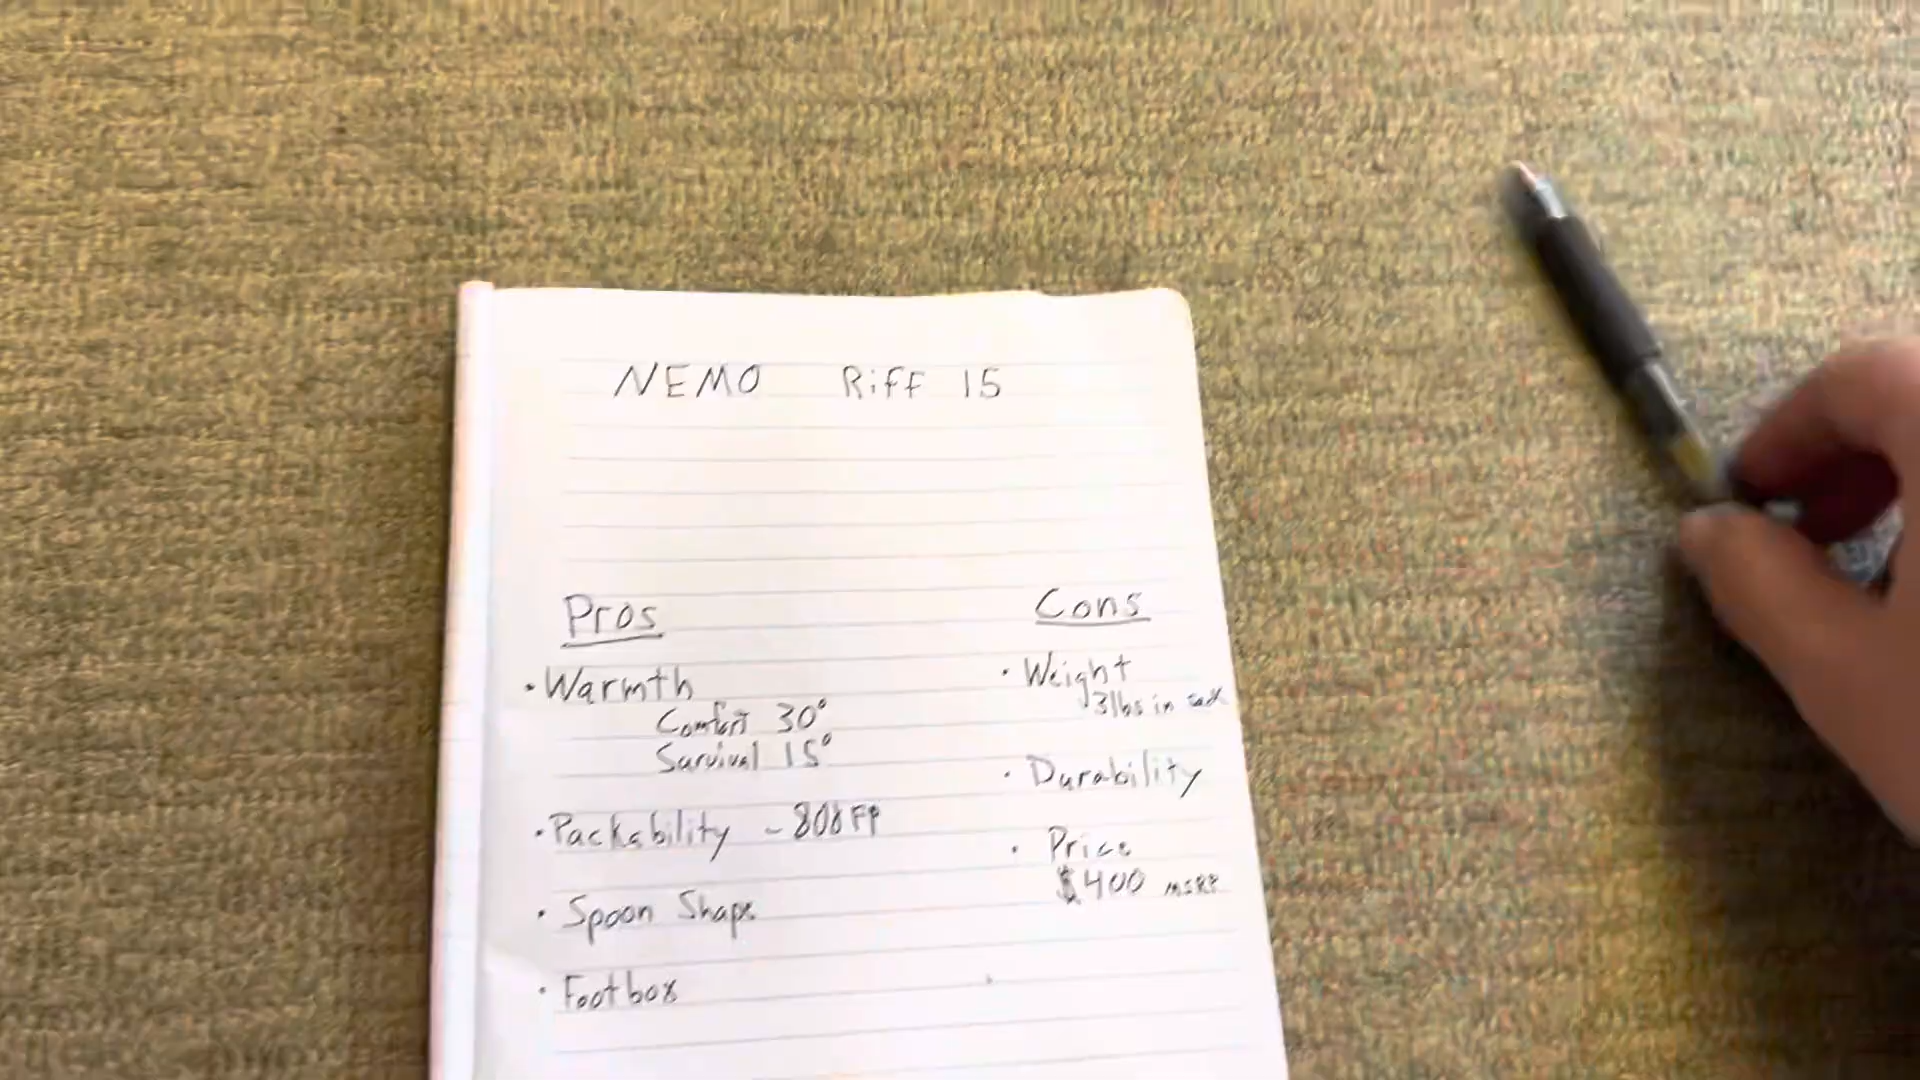 NEMO Riff 15
Pros
• Warmth
Comfort 30°
Survival 15°
• Packability - 800 FP
• Spoon Shape
• Footbox
Cons
• Weight
3lbs in sack
• Durability
• Price
$400 MSRP